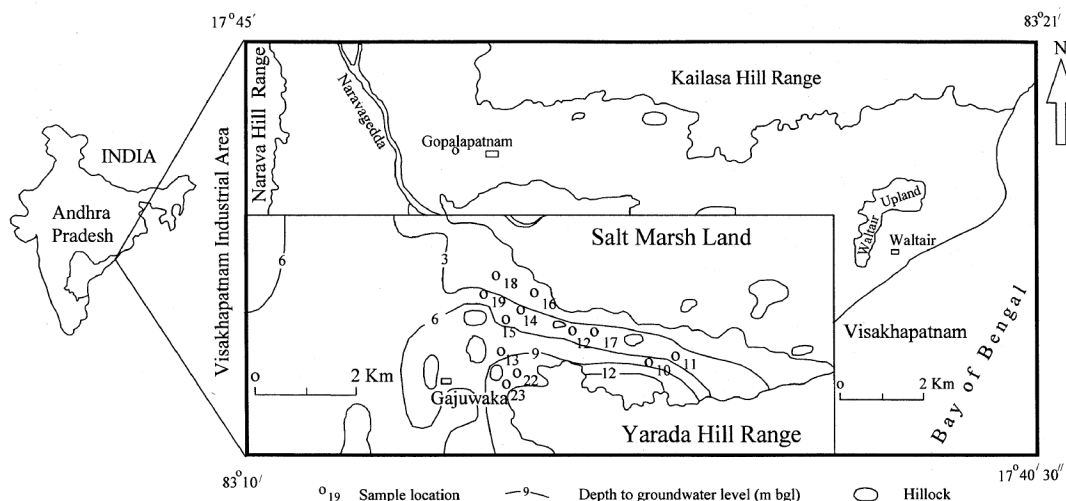 17°45′
83°21′
N
Kailasa Hill Range
Narava Hill Range
Naravagedda
Gopalapatnam
INDIA
Andhra
Pradesh
Visakhapatnam Industrial Area
Upland
Waltair
Waltair
Salt Marsh Land
3
6
18
16
19
14
15
12
17
6
13
9
11
10
12
22
23
Gajuwaka
Visakhapatnam
Bay of Bengal
0 2 Km
0 2 Km
Yarada Hill Range
83°10′
17°40′30″
19 Sample location
9 Depth to groundwater level (m bgl)
Hillock